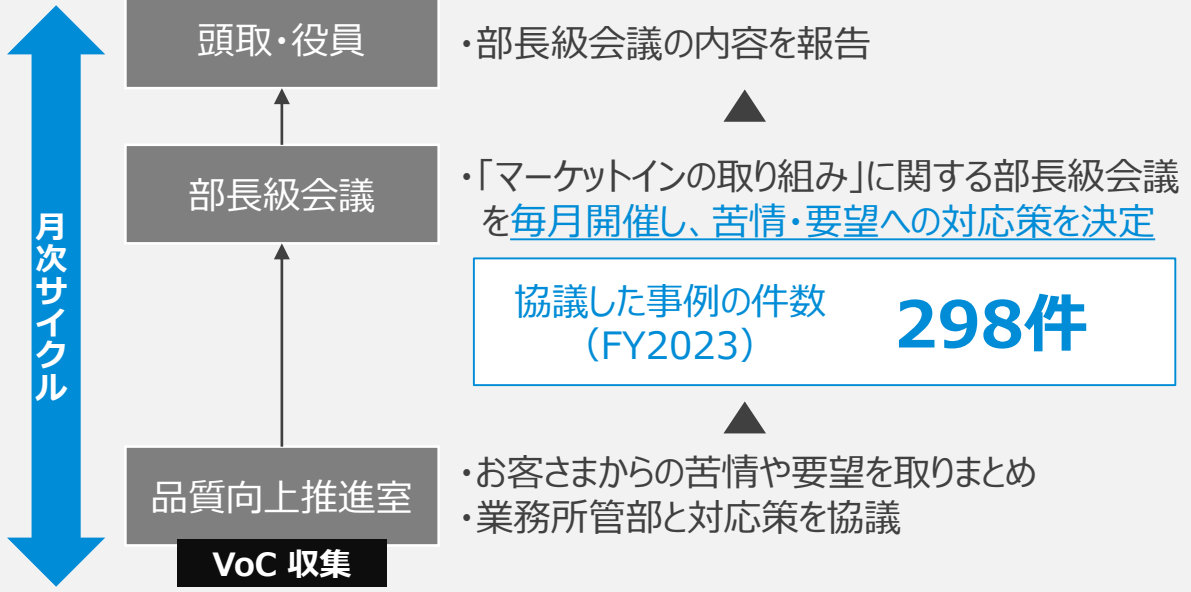 月次サイクル
頭取・役員
・部長級会議の内容を報告
部長級会議
・「マーケットインの取り組み」に関する部長級会議
を毎月開催し、苦情・要望への対応策を決定
協議した事例の件数
（FY2023）
298件
品質向上推進室
VoC 収集
・お客さまからの苦情や要望を取りまとめ
・業務所管部と対応策を協議